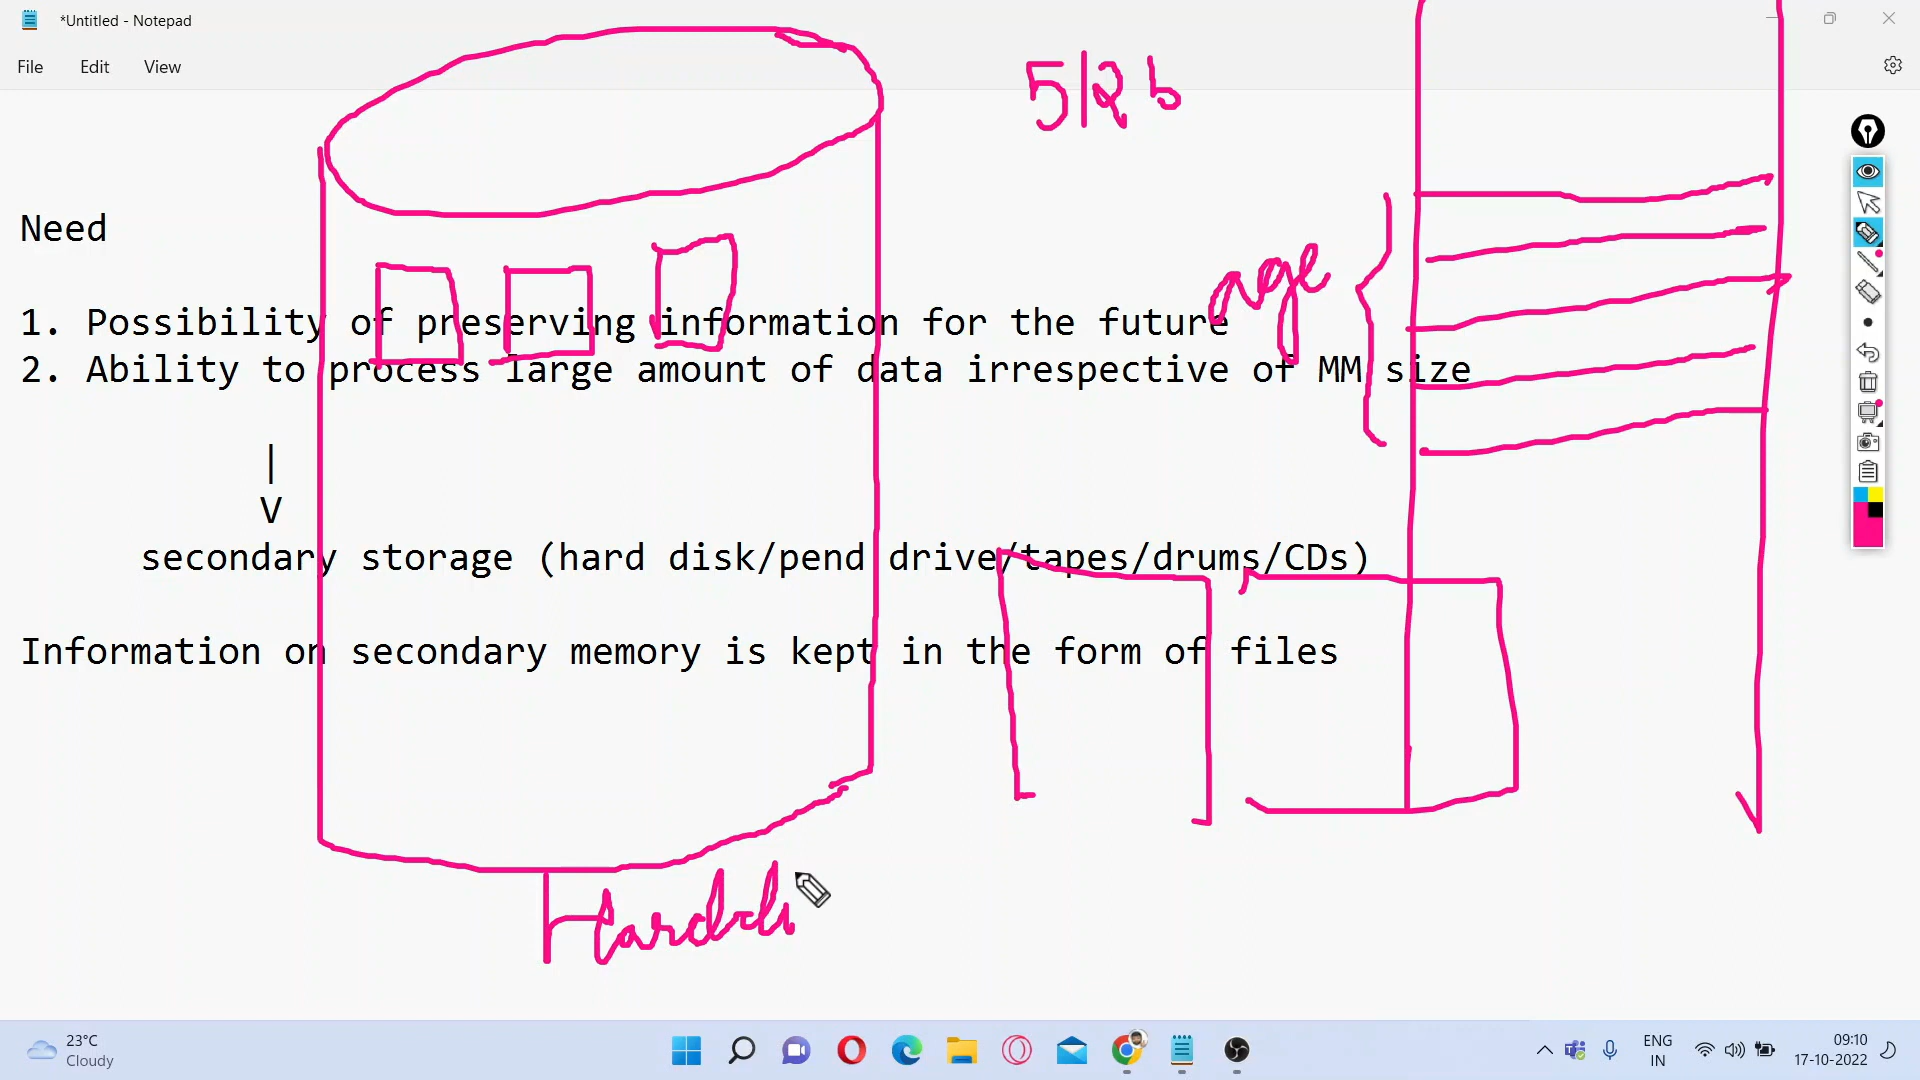 *Untitled - Notepad
File Edit View
512 b
Need
age
1. Possibility of preserving information for the future
2. Ability to process large amount of data irrespective of MM size
|
V
secondary storage (hard disk/pend drive/tapes/drums/CDs)
Information on secondary memory is kept in the form of files
Hardd
23°C
Cloudy
ENG
IN
09:10
17-10-2022